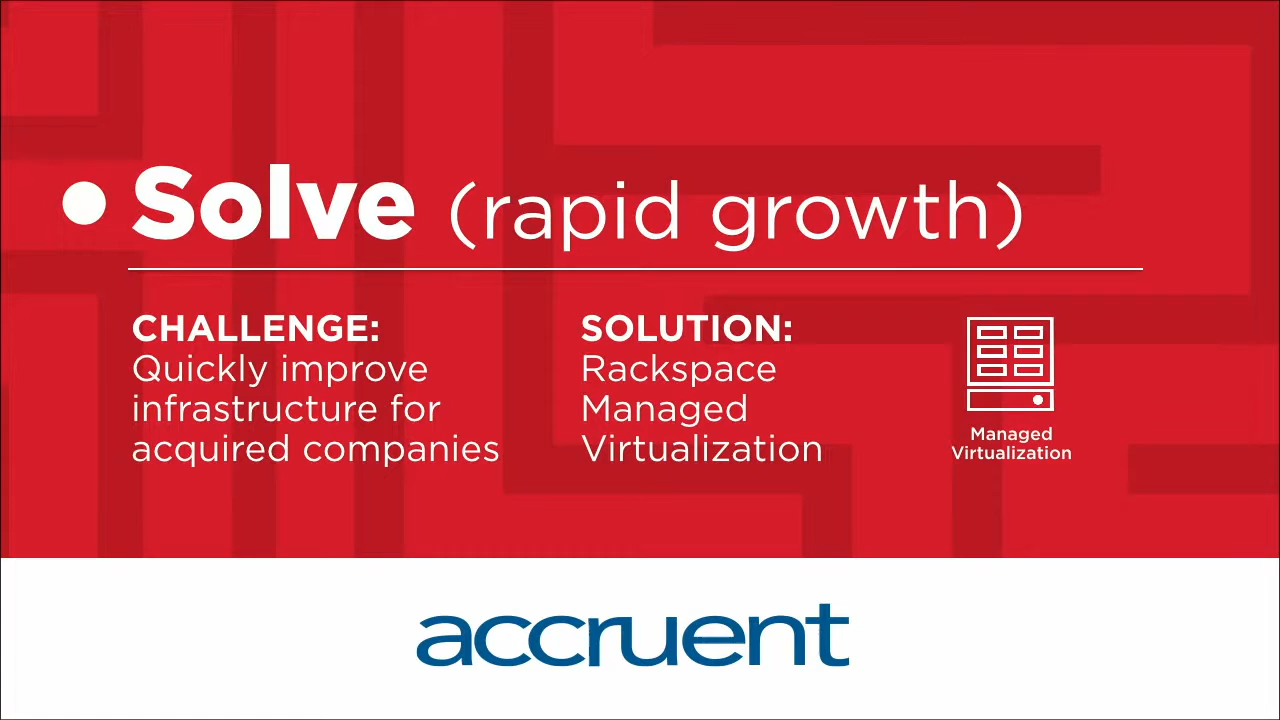 • Solve (rapid growth)
CHALLENGE:
Quickly improve
infrastructure for
acquired companies
SOLUTION:
Rackspace
Managed
Virtualization
Managed
Virtualization
accruent